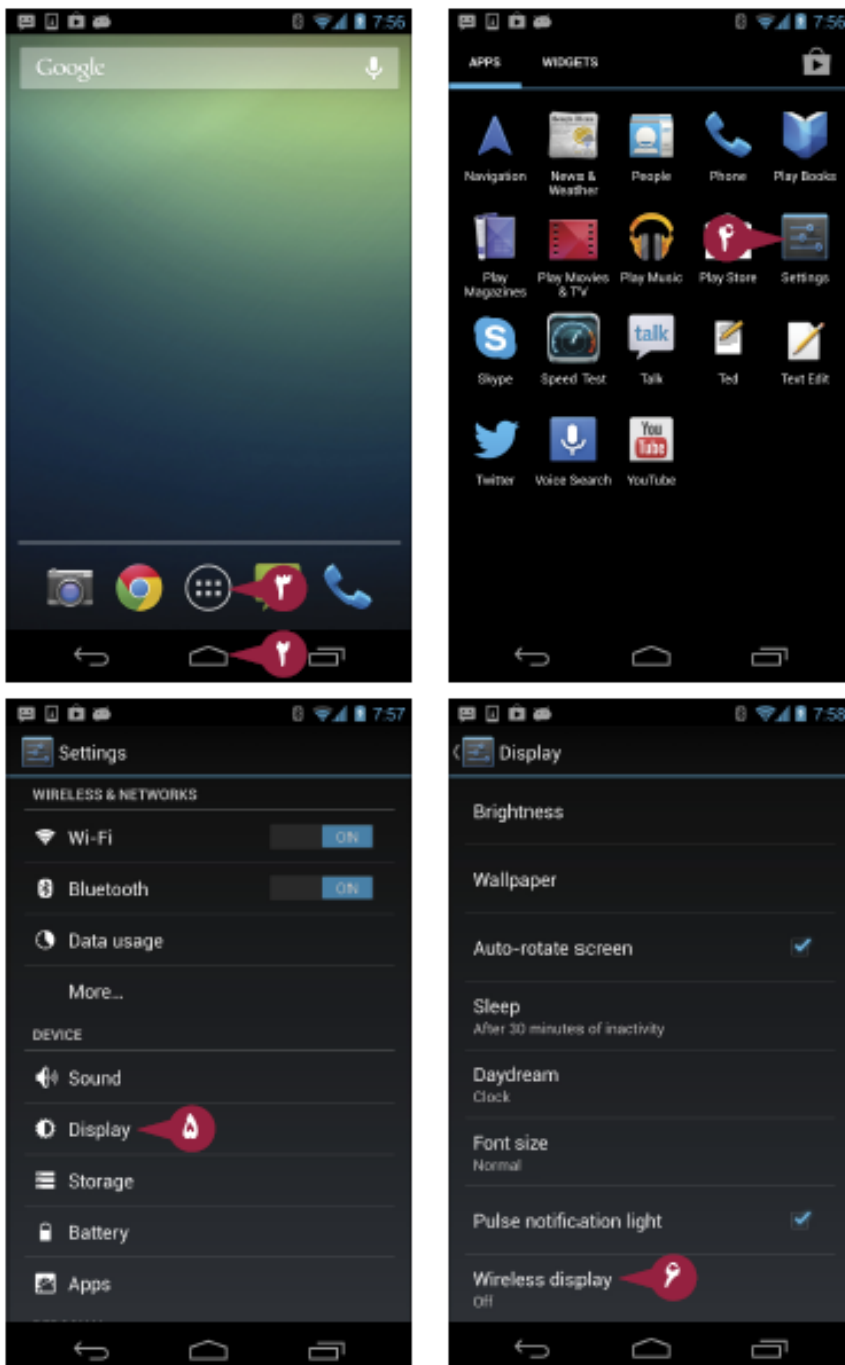 7:56
Google
۳
۲
7:56
APPS WIDGETS
Navigation News & Weather People Phone Play Books
Play Magazines Play Movies & TV Play Music Play Store Settings
۴
Skype Speed Test Talk Ted Text Edit
talk
Twitter Voice Search YouTube
You Tube
7:57
Settings
WIRELESS & NETWORKS
Wi-Fi ON
Bluetooth ON
Data usage
More...
DEVICE
Sound
Display ۵
Storage
Battery
Apps
7:58
Display
Brightness
Wallpaper
Auto-rotate screen
Sleep
After 30 minutes of inactivity
Daydream
Clock
Font size
Normal
Pulse notification light
Wireless display ۶
Off